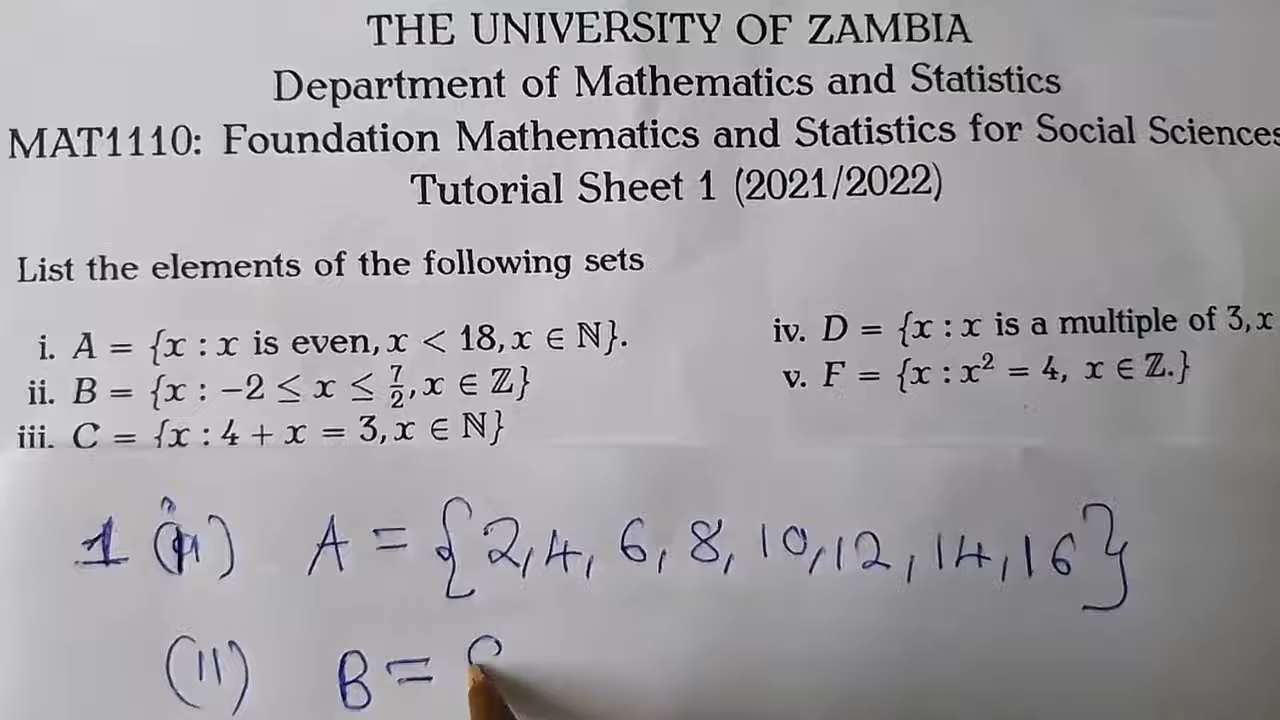 THE UNIVERSITY OF ZAMBIA
Department of Mathematics and Statistics
MAT1110: Foundation Mathematics and Statistics for Social Sciences
Tutorial Sheet 1 (2021/2022)
List the elements of the following sets
i. A = {x : x is even, x < 18, x ∈ ℕ}.
ii. B = {x : −2 ≤ x ≤ 7/2, x ∈ ℤ}
iii. C = {x : 4 + x = 3, x ∈ ℕ}
iv. D = {x : x is a multiple of 3, x
v. F = {x : x² = 4, x ∈ ℤ.}
1 A = {2, 4, 6, 8, 10, 12, 14, 16}
(II) B =